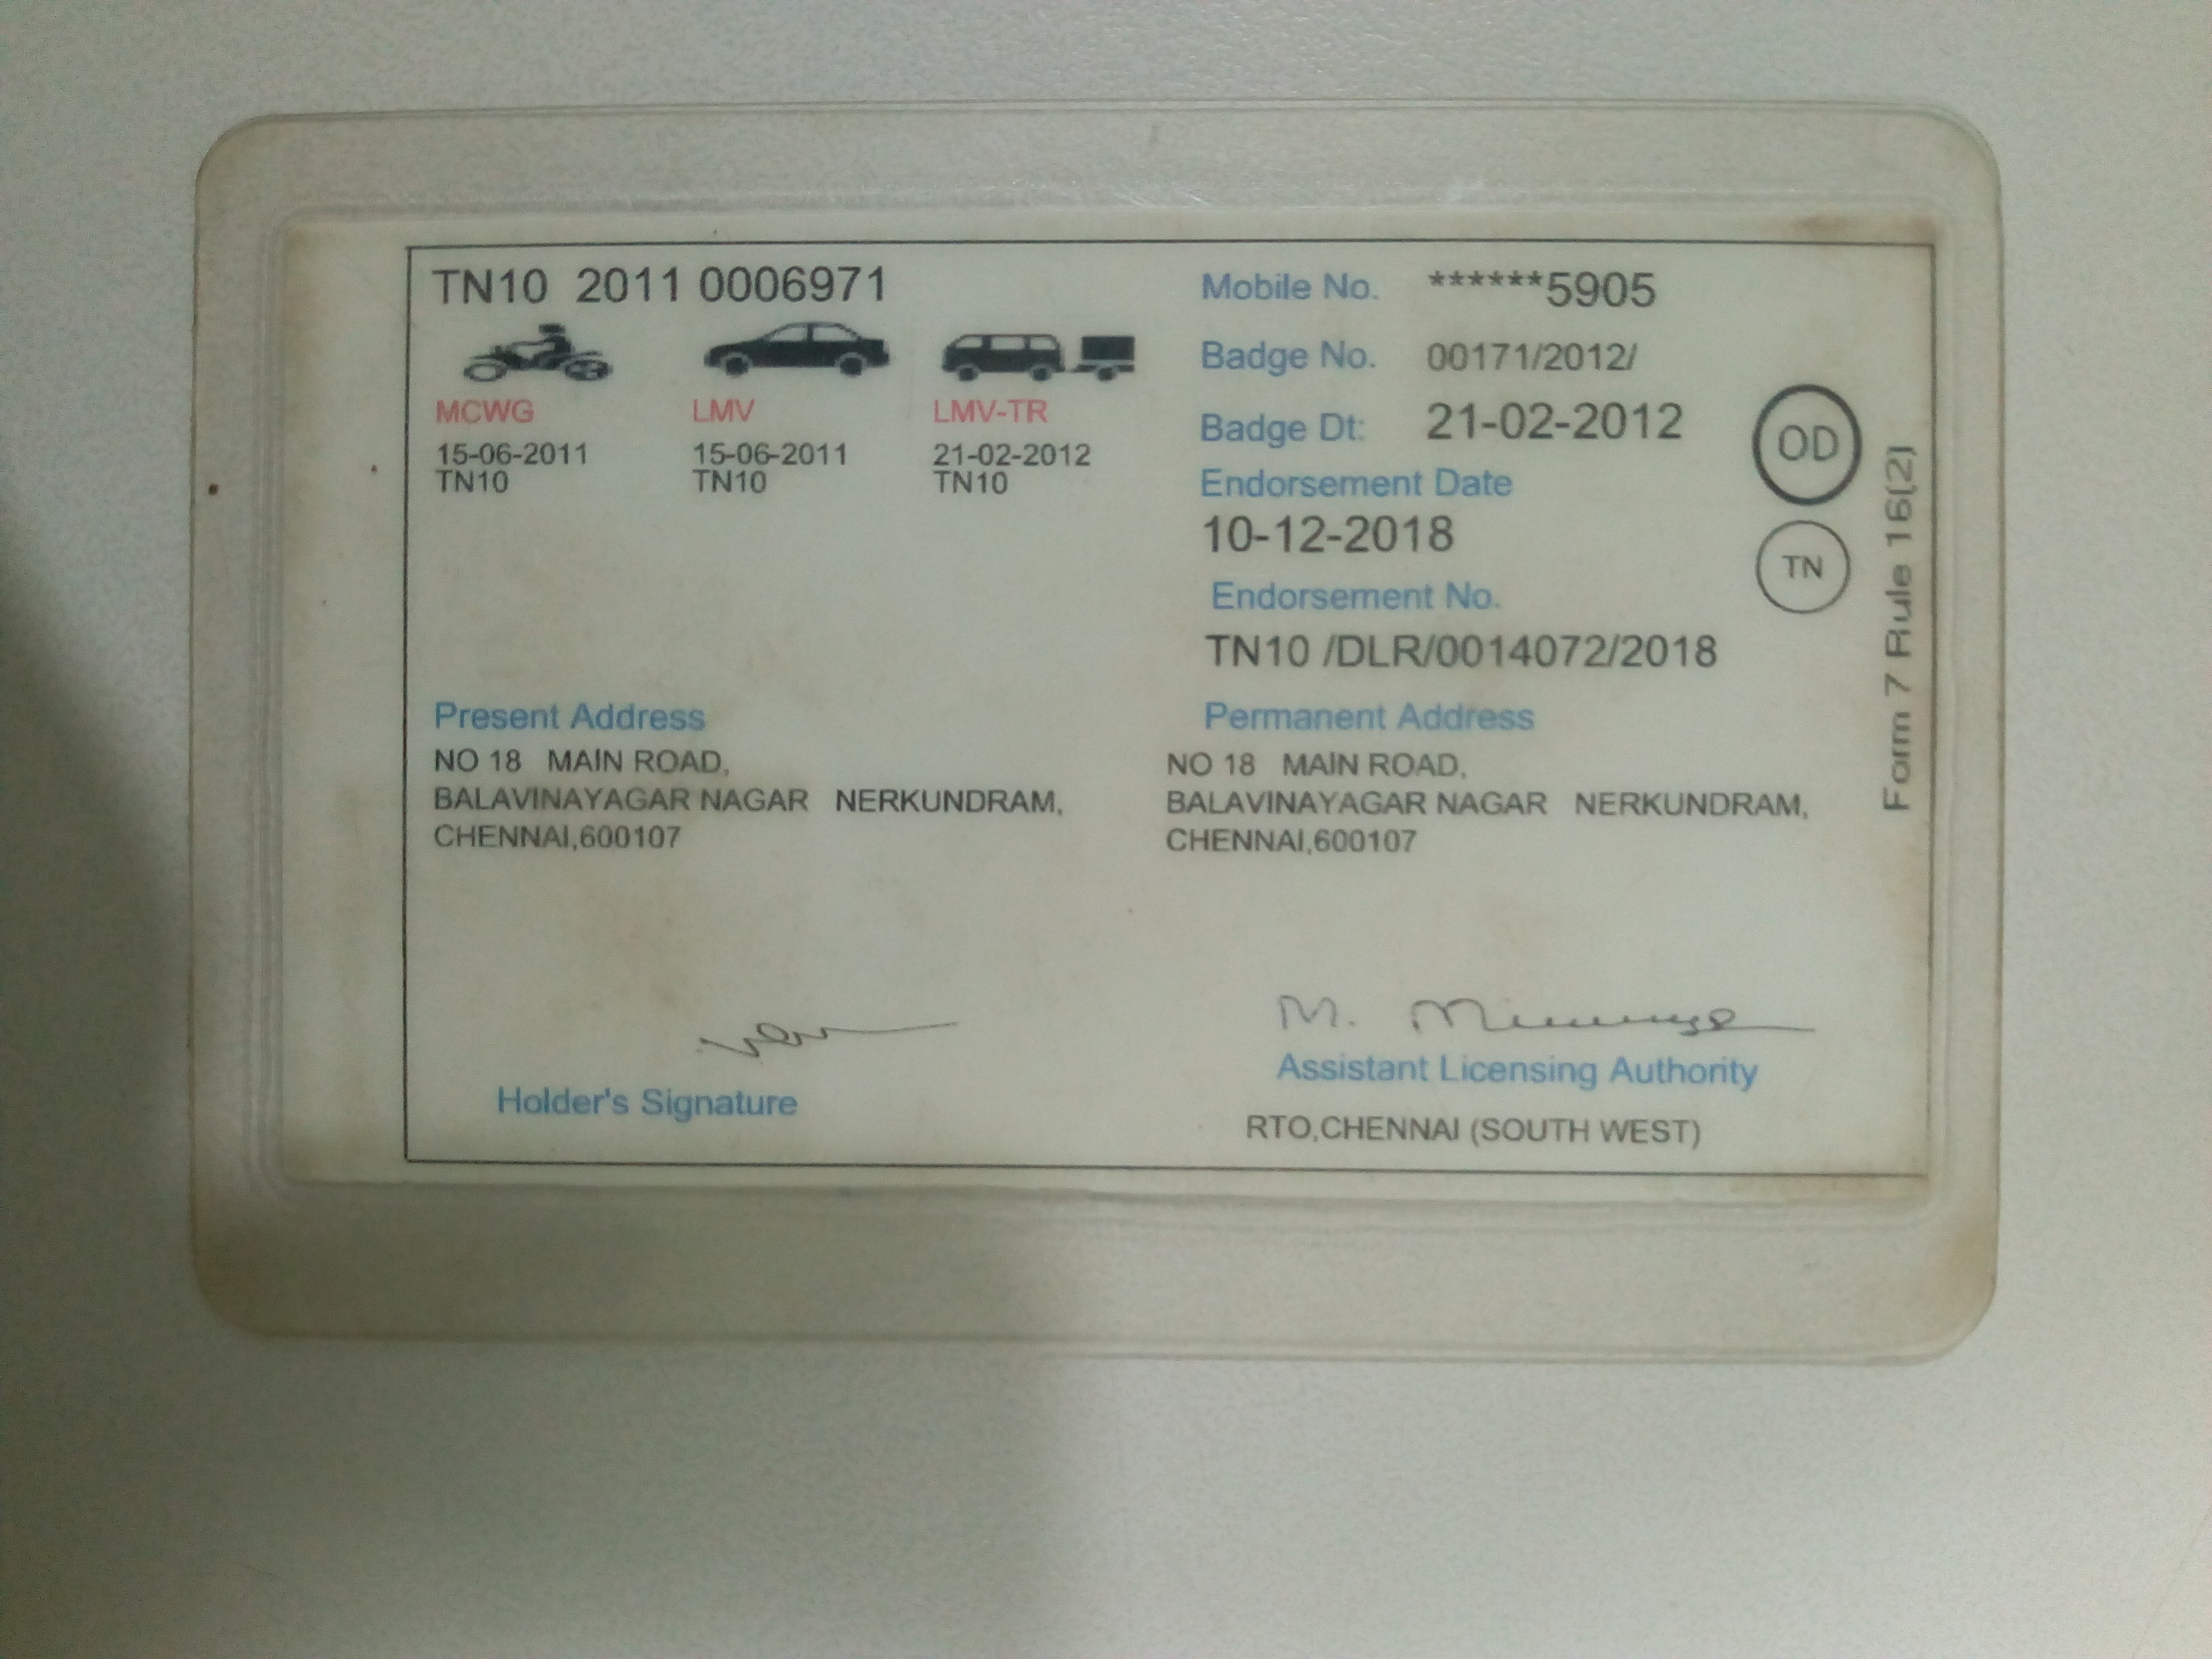 TN10 2011 0006971
MCWG LMV LMV-TR
15-06-2011 15-06-2011 21-02-2012
TN10 TN10 TN10
Mobile No. ******5905
Badge No. 00171/2012/
Badge Dt: 21-02-2012
Endorsement Date
10-12-2018
Endorsement No.
TN10 /DLR/0014072/2018
OD
TN
Form 7 Rule 16(2)
Present Address
NO 18 MAIN ROAD,
BALAVINAYAGAR NAGAR NERKUNDRAM,
CHENNAI,600107
Permanent Address
NO 18 MAIN ROAD,
BALAVINAYAGAR NAGAR NERKUNDRAM,
CHENNAI,600107
Holder's Signature
M.
Assistant Licensing Authority
RTO,CHENNAI (SOUTH WEST)